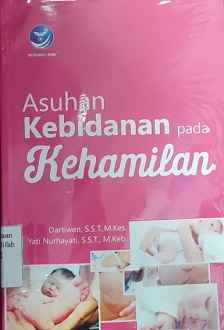 Asuhan
Kebidanan pada
Kehamilan
Dartiwen, S.S.T., M.Kes.
Yati Nurhayati, S.S.T., M.Keb.